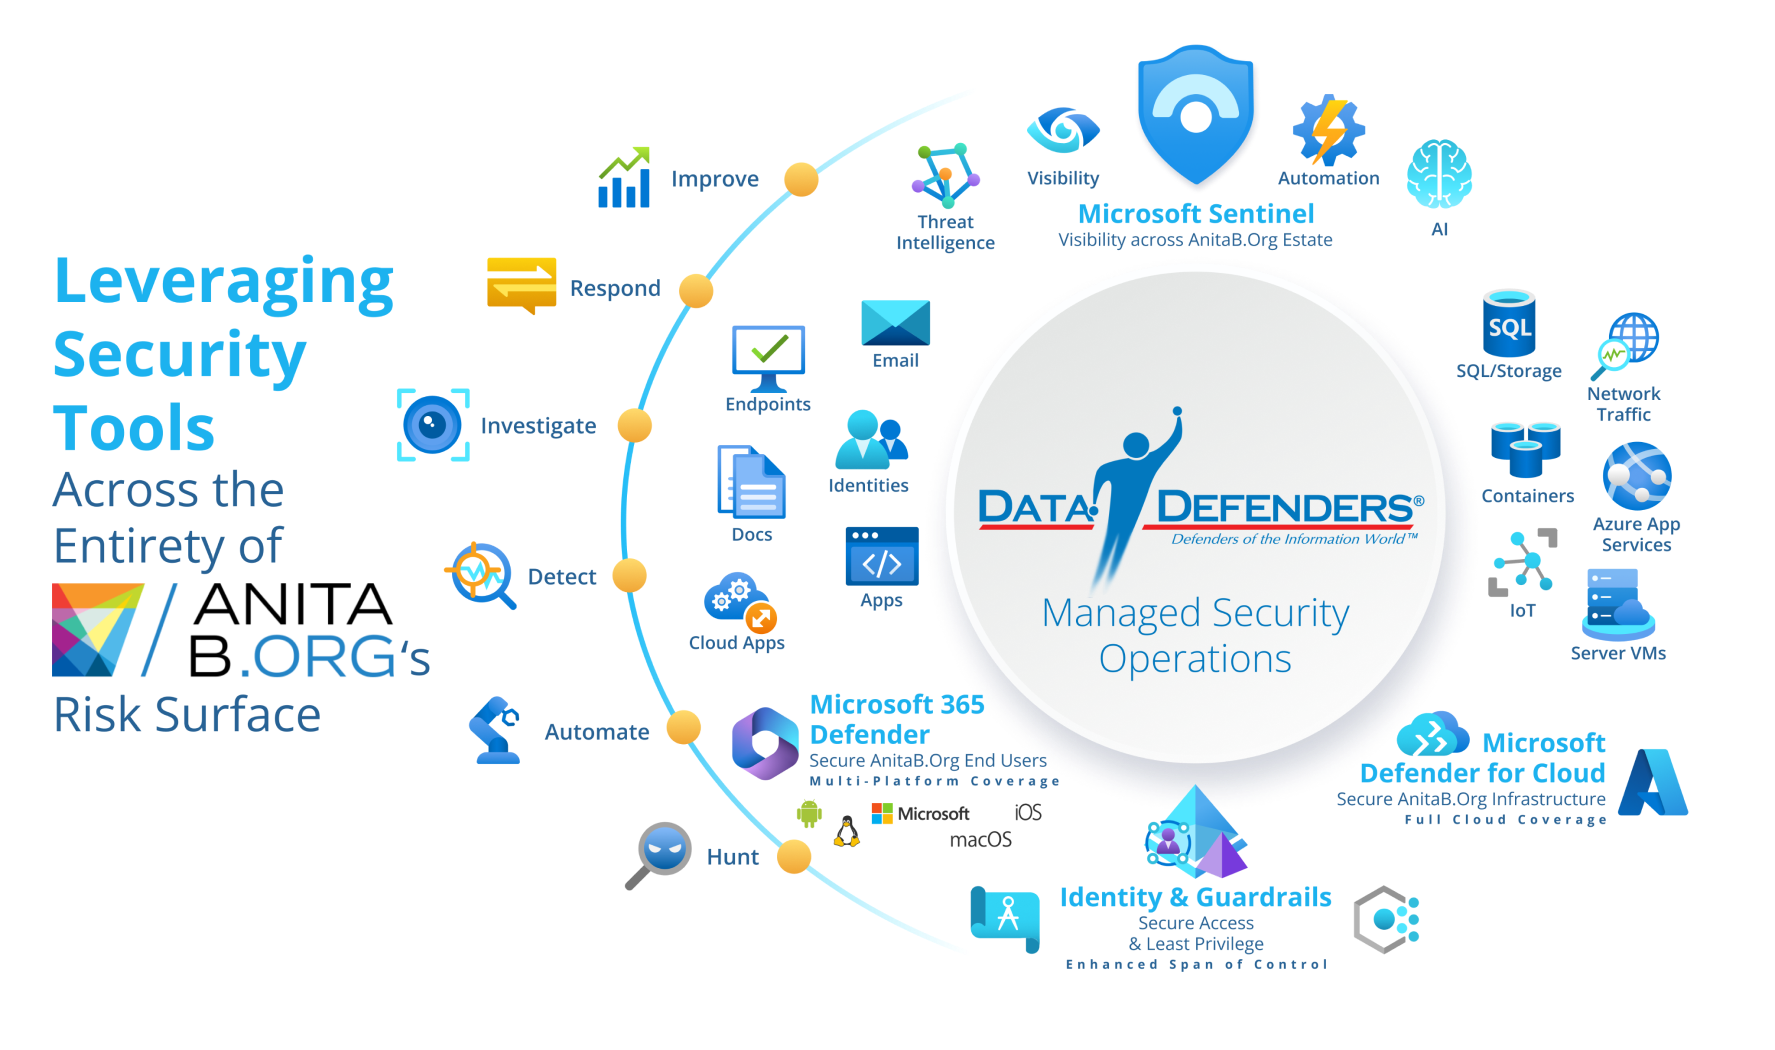 Leveraging
Security
Tools
Across the
Entirety of
ANITA
B.ORG‘s
Risk Surface
Improve
Respond
Investigate
Detect
Automate
Hunt
Threat
Intelligence
Visibility
Automation
AI
Microsoft Sentinel
Visibility across AnitaB.Org Estate
Email
Endpoints
Identities
Docs
Apps
Cloud Apps
Microsoft 365
Defender
Secure AnitaB.Org End Users
Multi-Platform Coverage
Microsoft
iOS
macOS
DATA DEFENDERS®
Defenders of the Information World™
Managed Security
Operations
SQL
SQL/Storage
Network
Traffic
Containers
Azure App
Services
IoT
Server VMs
Microsoft
Defender for Cloud
Secure AnitaB.Org Infrastructure
Full Cloud Coverage
Identity & Guardrails
Secure Access
& Least Privilege
Enhanced Span of Control